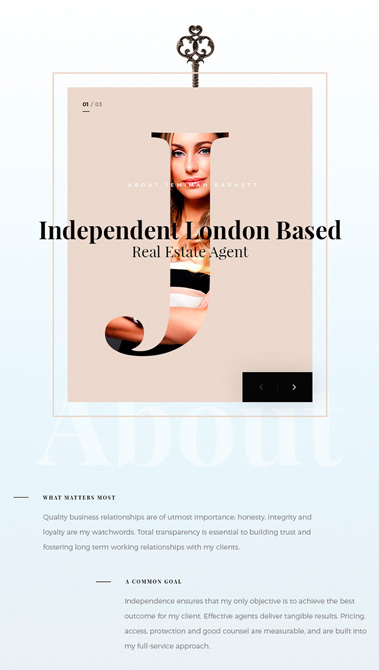 01 / 03
J
ABOUT JEMIMAH BARNETT
Independent London Based
Real Estate Agent
About
WHAT MATTERS MOST
Quality business relationships are of utmost importance; honesty, integrity and
loyalty are my watchwords. Total transparency is essential to building trust and
fostering long term working relationships with my clients.
A COMMON GOAL
Independence ensures that my only objective is to achieve the best
outcome for my client. Effective agents deliver tangible results. Pricing,
access, protection and good counsel are measurable, and are built into
my full-service approach.